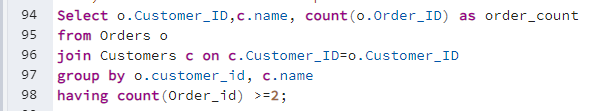 94 Select o.Customer_ID,c.name, count(o.Order_ID) as order_count
95 from Orders o
96 join Customers c on c.Customer_ID=o.Customer_ID
97 group by o.customer_id, c.name
98 having count(Order_id) >=2;